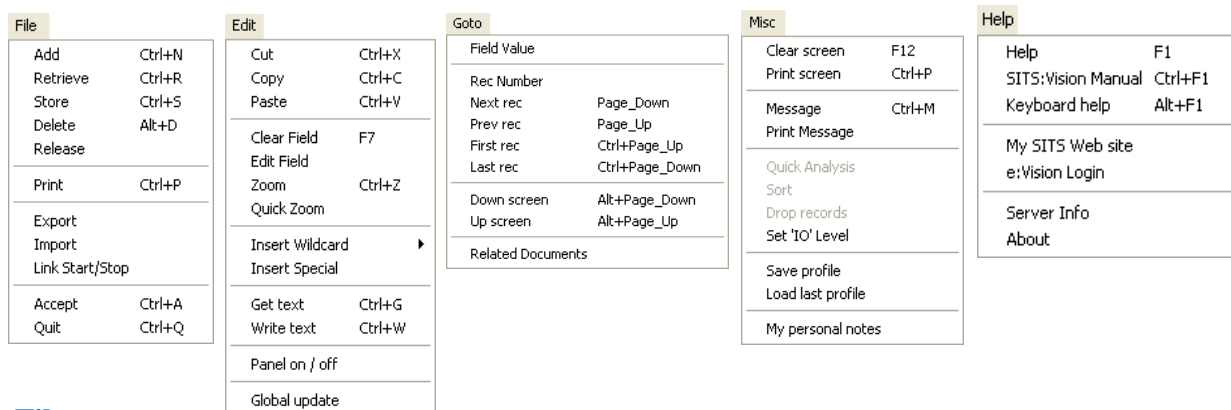 File
Add Ctrl+N
Retrieve Ctrl+R
Store Ctrl+S
Delete Alt+D
Release
Print Ctrl+P
Export
Import
Link Start/Stop
Accept Ctrl+A
Quit Ctrl+Q
Edit
Cut Ctrl+X
Copy Ctrl+C
Paste Ctrl+V
Clear Field F7
Edit Field
Zoom Ctrl+Z
Quick Zoom
Insert Wildcard
Insert Special
Get text Ctrl+G
Write text Ctrl+W
Panel on / off
Global update
Goto
Field Value
Rec Number
Next rec Page_Down
Prev rec Page_Up
First rec Ctrl+Page_Up
Last rec Ctrl+Page_Down
Down screen Alt+Page_Down
Up screen Alt+Page_Up
Related Documents
Misc
Clear screen F12
Print screen Ctrl+P
Message Ctrl+M
Print Message
Quick Analysis
Sort
Drop records
Set 'IO' Level
Save profile
Load last profile
My personal notes
Help
Help F1
SITS:Vision Manual Ctrl+F1
Keyboard help Alt+F1
My SITS Web site
e:Vision Login
Server Info
About